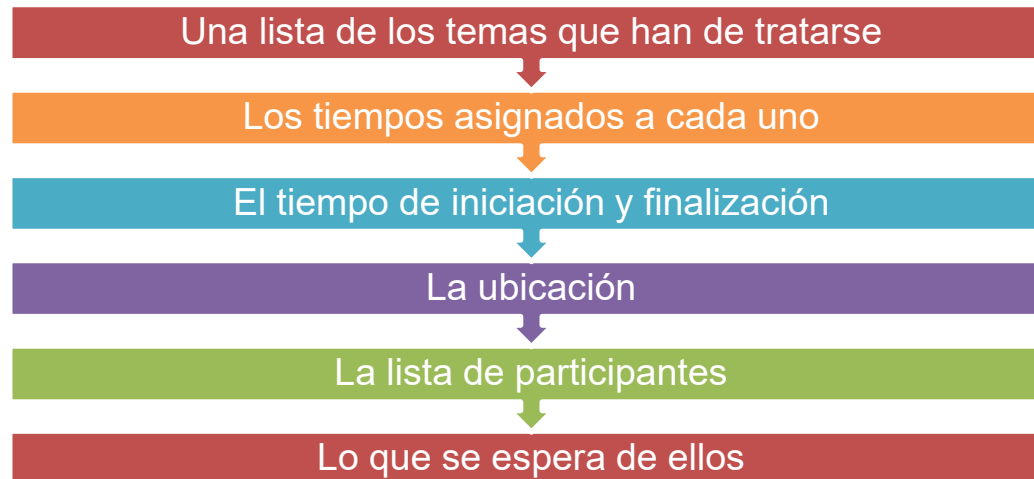 Una lista de los temas que han de tratarse
Los tiempos asignados a cada uno
El tiempo de iniciación y finalización
La ubicación
La lista de participantes
Lo que se espera de ellos